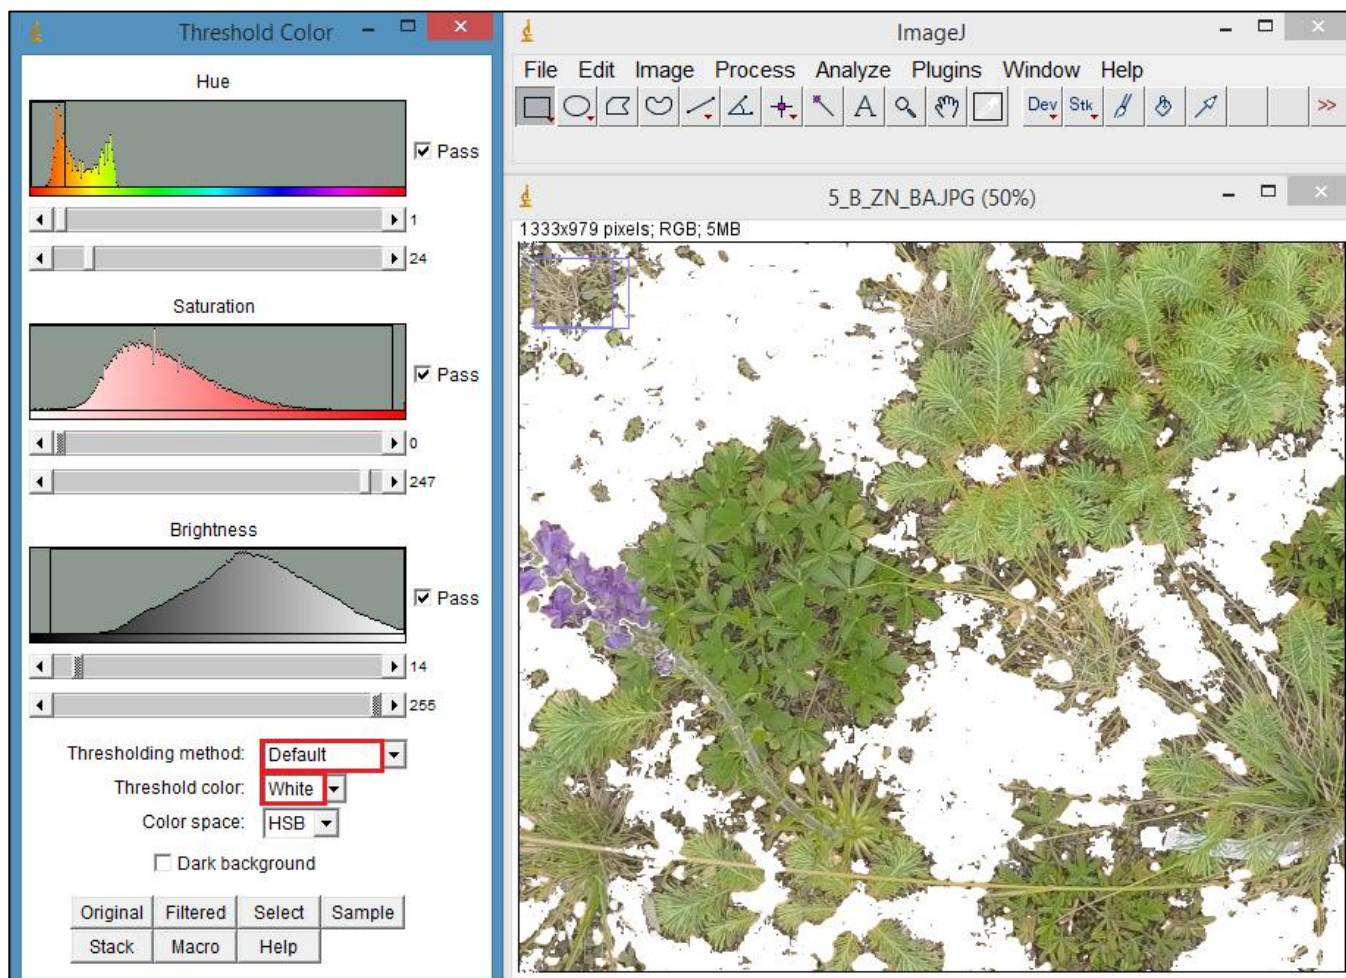 Threshold Color
Hue
Pass
1
24
Saturation
Pass
0
247
Brightness
Pass
14
255
Thresholding method: Default
Threshold color: White
Color space: HSB
Dark background
Original Filtered Select Sample
Stack Macro Help
ImageJ
File Edit Image Process Analyze Plugins Window Help
A Dev Stk >>
5_B_ZN_BA.JPG (50%)
1333x979 pixels; RGB; 5MB